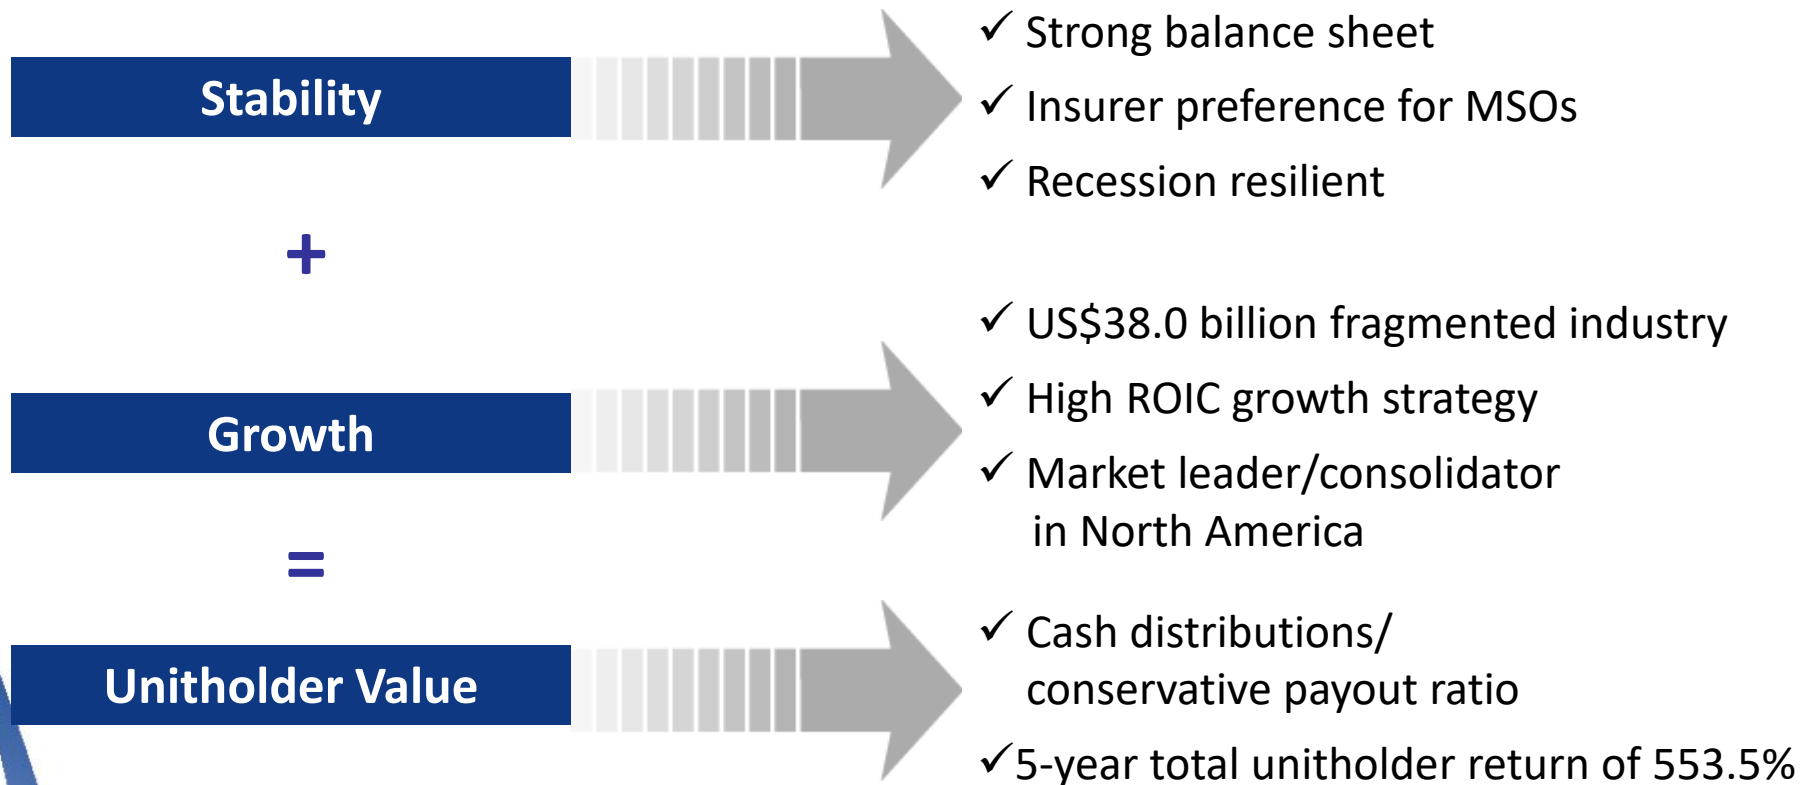 Stability
✓ Strong balance sheet
✓ Insurer preference for MSOs
✓ Recession resilient
+
Growth
✓ US$38.0 billion fragmented industry
✓ High ROIC growth strategy
✓ Market leader/consolidator
in North America
=
Unitholder Value
✓ Cash distributions/
conservative payout ratio
✓5-year total unitholder return of 553.5%